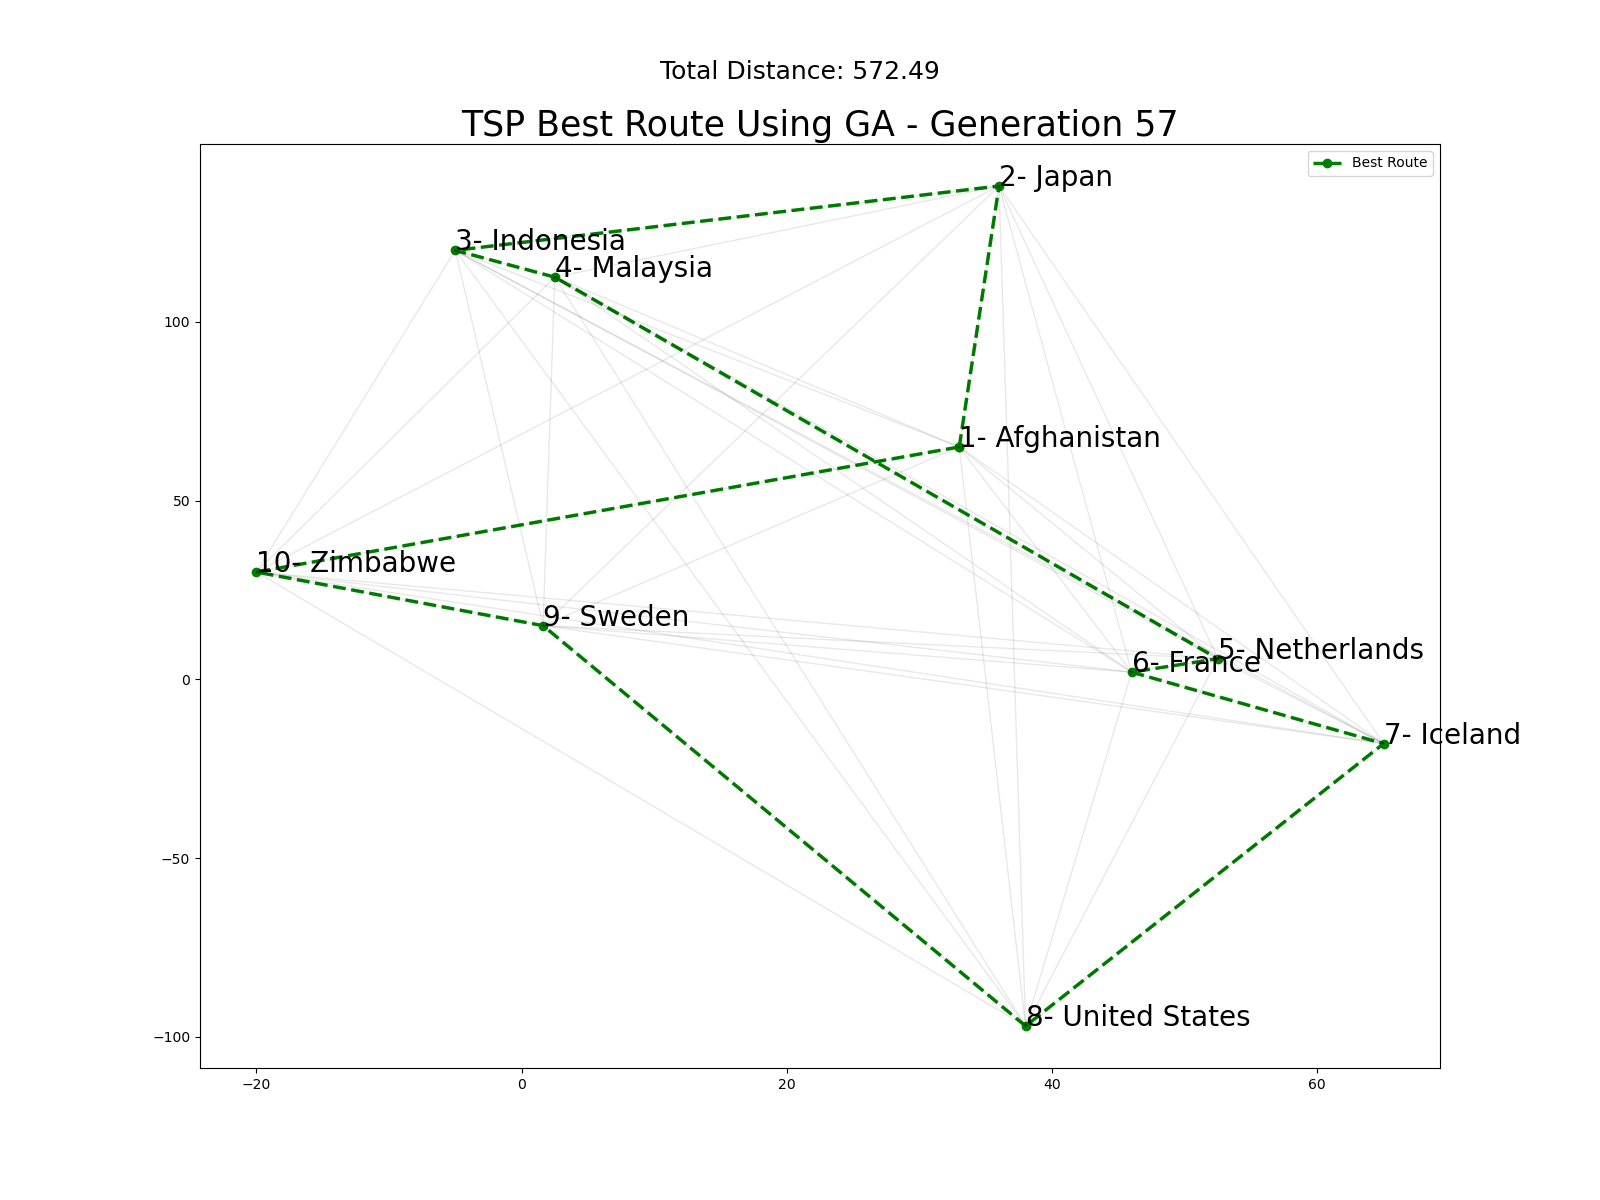 Total Distance: 572.49
TSP Best Route Using GA - Generation 57
Best Route
2- Japan
3- Indonesia
4- Malaysia
100
1- Afghanistan
50
10- Zimbabwe
9- Sweden
5- Netherlands
6- France
0
7- Iceland
−50
8- United States
−100
−20 0 20 40 60